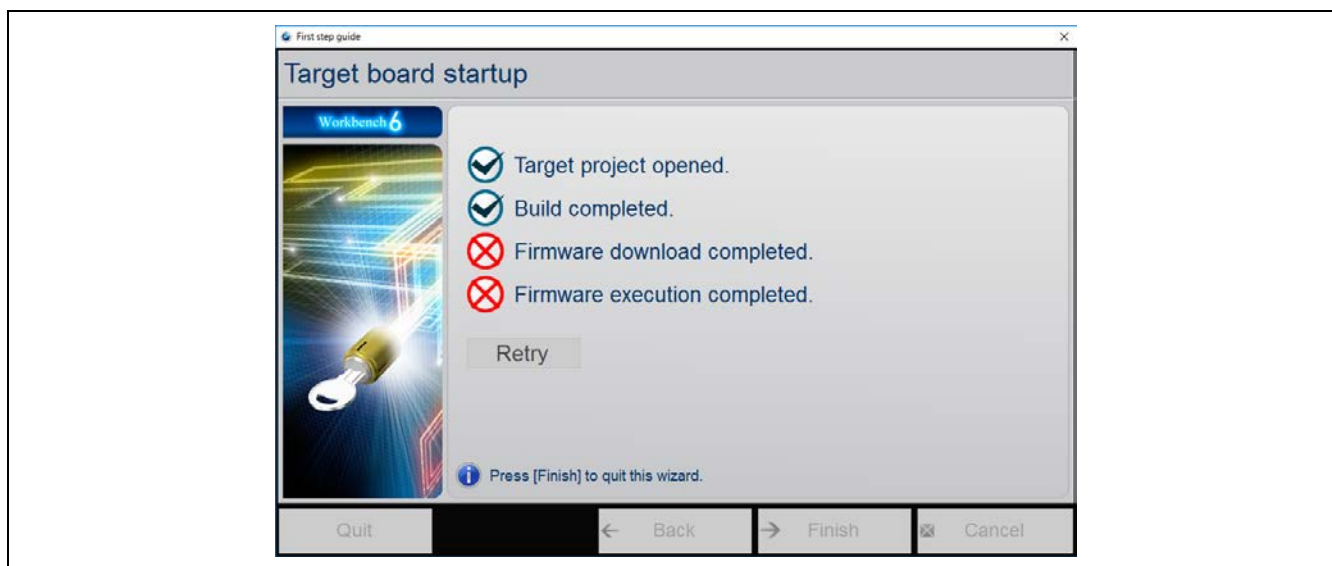 First step guide
Target board startup
Workbench 6
Target project opened.
Build completed.
Firmware download completed.
Firmware execution completed.
Retry
Press [Finish] to quit this wizard.
Quit
Back
Finish
Cancel